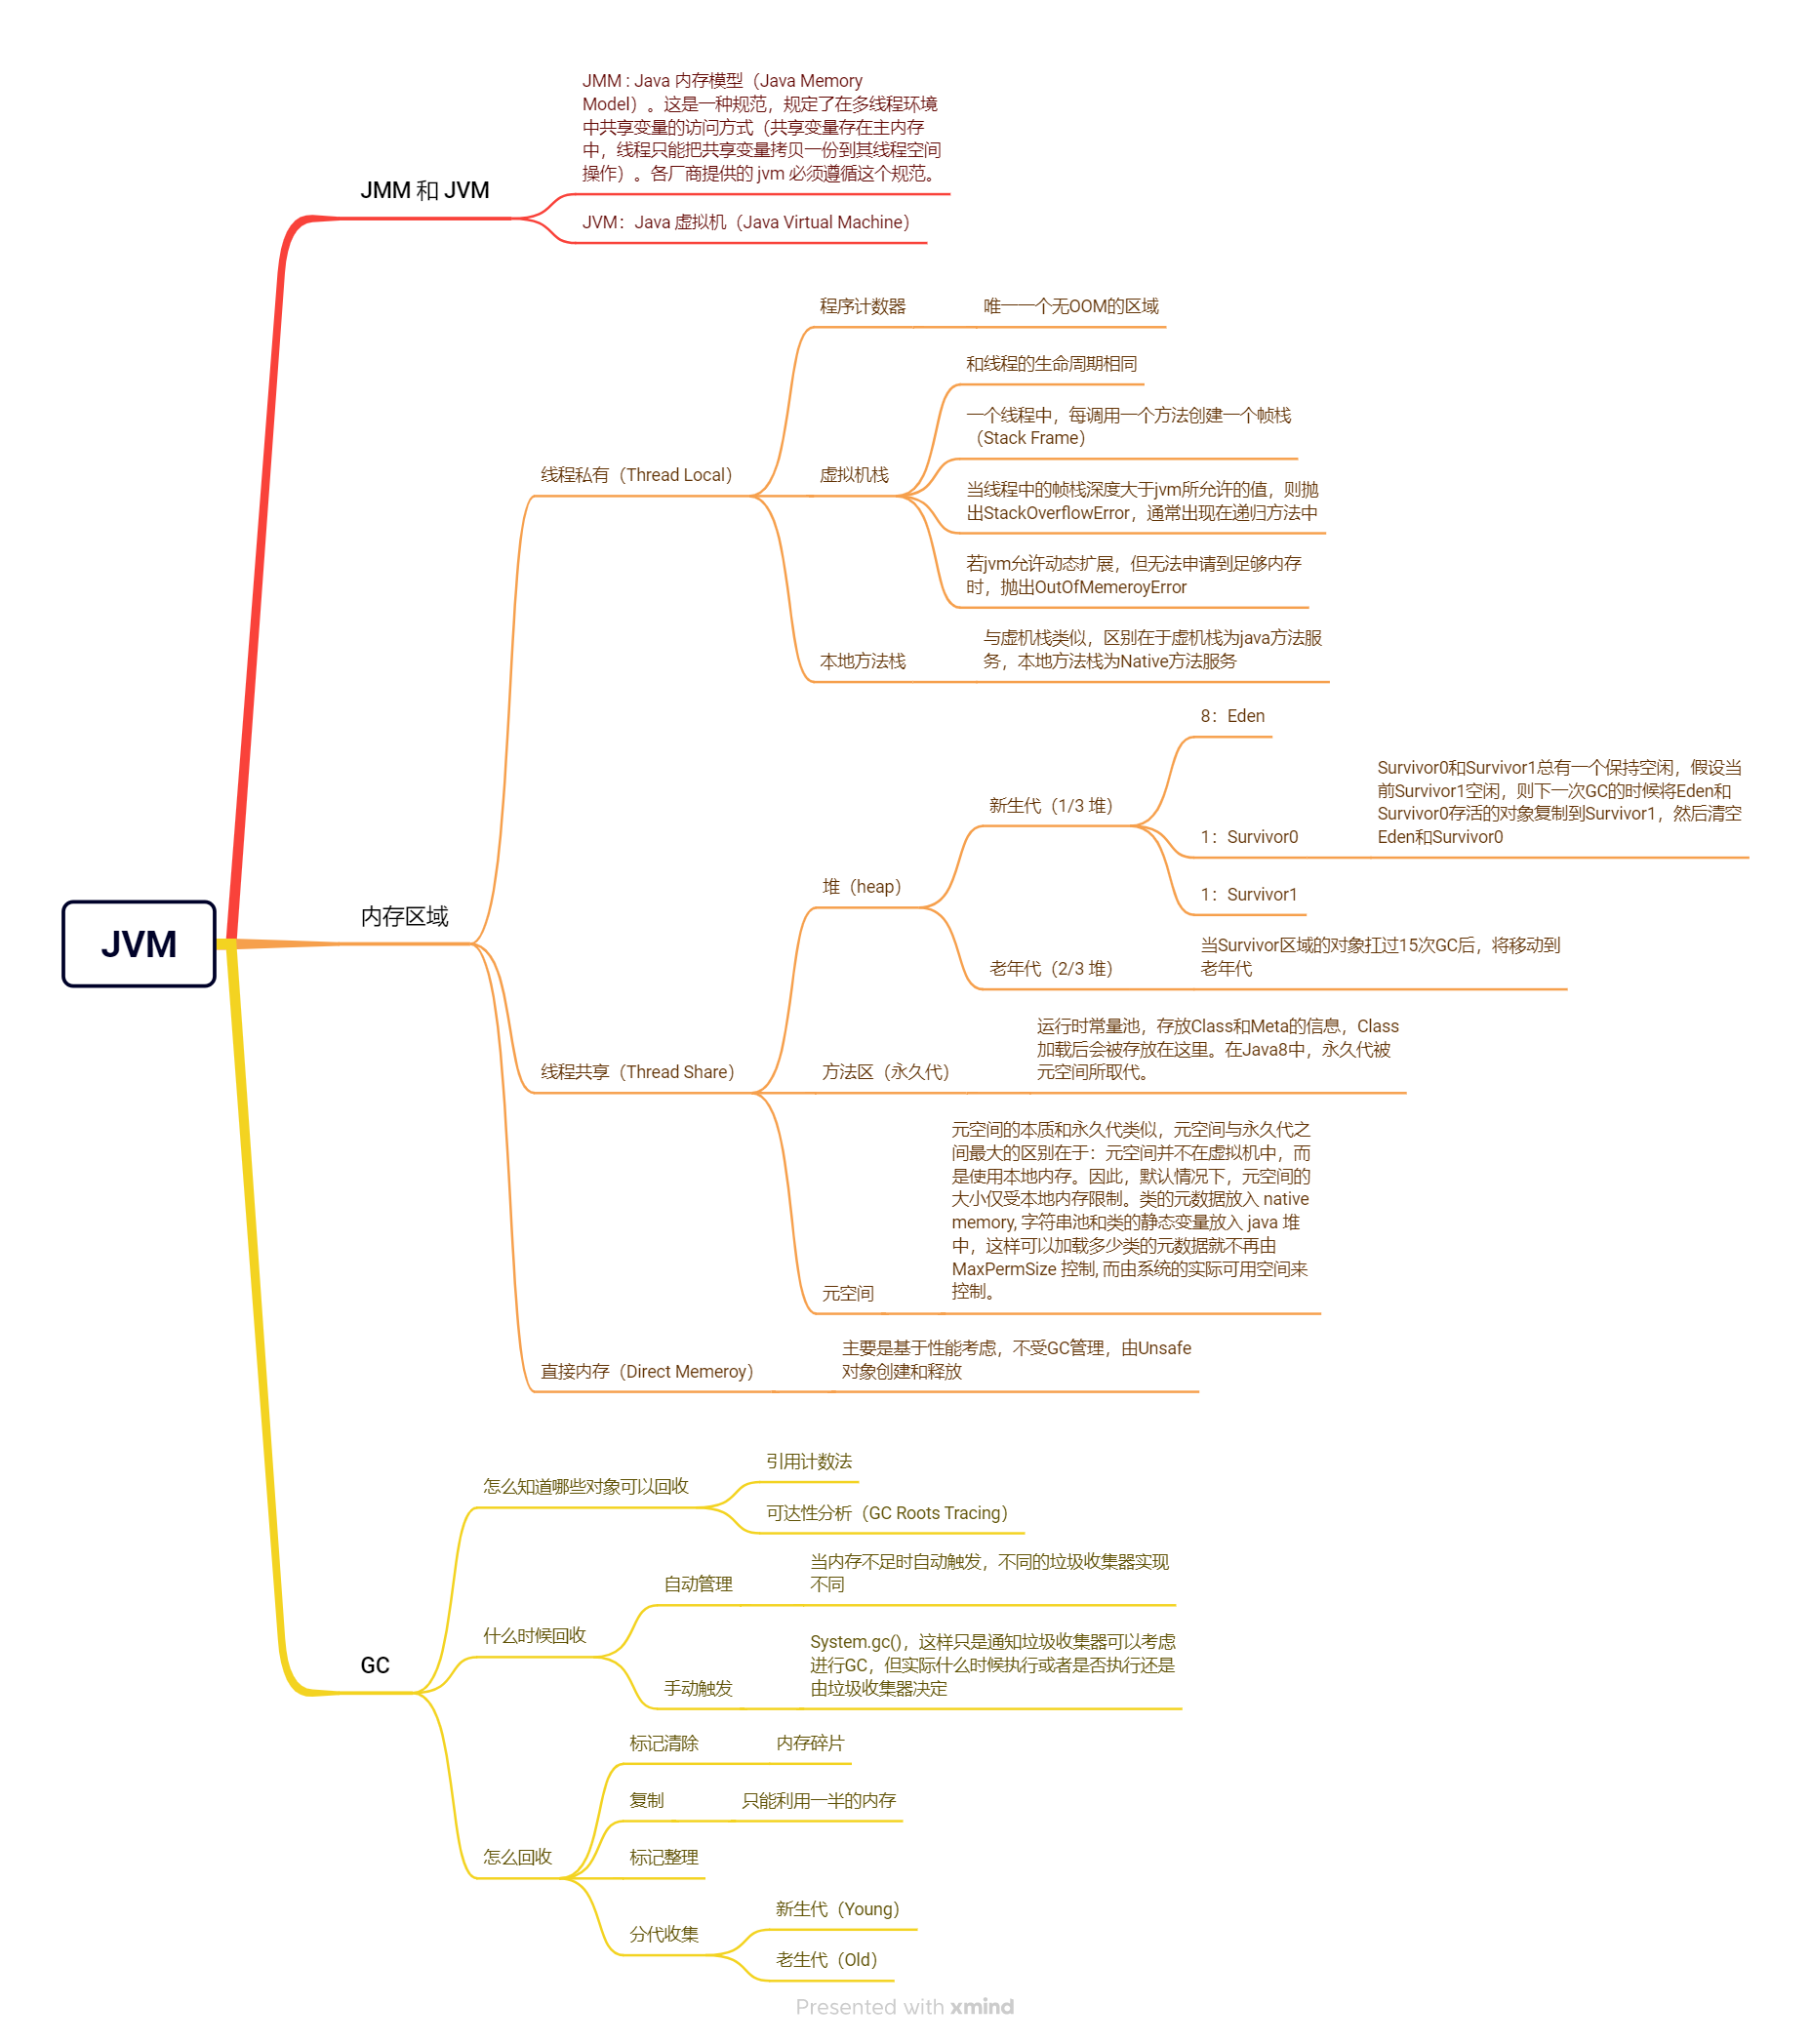 JMM : Java 内存模型（Java Memory
Model）。这是一种规范，规定了在多线程环境
中共享变量的访问方式（共享变量存在主内存
中，线程只能把共享变量拷贝一份到其线程空间
操作）。各厂商提供的 jvm 必须遵循这个规范。
JMM 和 JVM
JVM：Java 虚拟机（Java Virtual Machine）
程序计数器
唯一一个无OOM的区域
和线程的生命周期相同
一个线程中，每调用一个方法创建一个帧栈
（Stack Frame）
线程私有（Thread Local）
虚拟机栈
当线程中的帧栈深度大于jvm所允许的值，则抛
出StackOverflowError，通常出现在递归方法中
若jvm允许动态扩展，但无法申请到足够内存
时，抛出OutOfMemeroyError
本地方法栈
与虚机栈类似，区别在于虚机栈为java方法服
务，本地方法栈为Native方法服务
8：Eden
新生代（1/3 堆）
1：Survivor0
Survivor0和Survivor1总有一个保持空闲，假设当
前Survivor1空闲，则下一次GC的时候将Eden和
Survivor0存活的对象复制到Survivor1，然后清空
Eden和Survivor0
堆（heap）
1：Survivor1
内存区域
JVM
老年代（2/3 堆）
当Survivor区域的对象扛过15次GC后，将移动到
老年代
线程共享（Thread Share）
方法区（永久代）
运行时常量池，存放Class和Meta的信息，Class
加载后会被存放在这里。在Java8中，永久代被
元空间所取代。
元空间
元空间的本质和永久代类似，元空间与永久代之
间最大的区别在于：元空间并不在虚拟机中，而
是使用本地内存。因此，默认情况下，元空间的
大小仅受本地内存限制。类的元数据放入 native
memory, 字符串池和类的静态变量放入 java 堆
中，这样可以加载多少类的元数据就不再由
MaxPermSize 控制, 而由系统的实际可用空间来
控制。
直接内存（Direct Memeroy）
主要是基于性能考虑，不受GC管理，由Unsafe
对象创建和释放
怎么知道哪些对象可以回收
引用计数法
可达性分析（GC Roots Tracing）
自动管理
当内存不足时自动触发，不同的垃圾收集器实现
不同
什么时候回收
GC
手动触发
System.gc()，这样只是通知垃圾收集器可以考虑
进行GC，但实际什么时候执行或者是否执行还是
由垃圾收集器决定
标记清除
内存碎片
复制
只能利用一半的内存
怎么回收
标记整理
分代收集
新生代（Young）
老生代（Old）
Presented with xmind